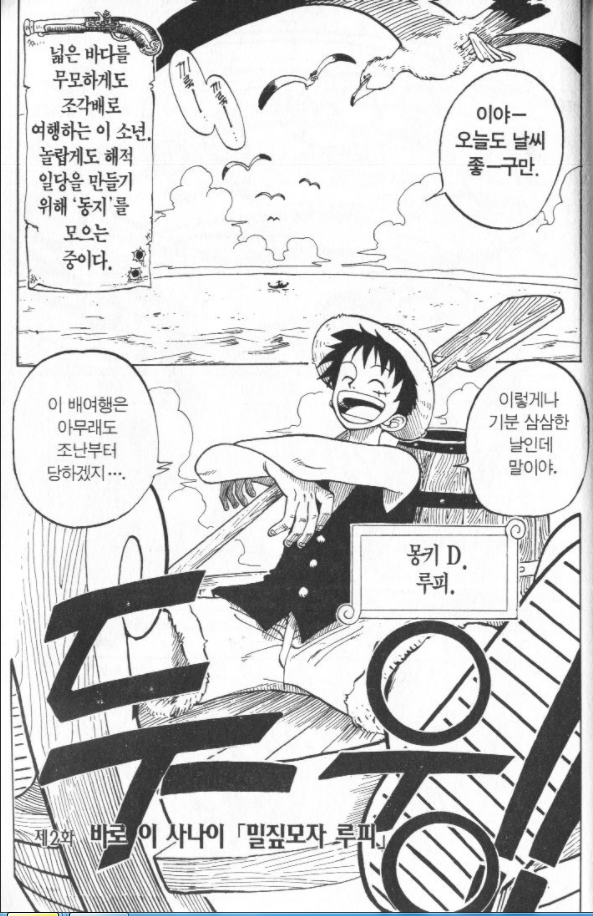 넓은 바다를
무모하게도
조각배로
여행하는 이 소년.
놀랍게도 해적
일당을 만들기
위해 '동지'를
모으는
중이다.
끼룩—
끼룩—
이야—
오늘도 날씨
좋—구만.
이렇게나
기분 삼삼한
날인데
말이야.
이 배여행은
아무래도
조난부터
당하겠지….
몽키 D.
루피.
두웅!!
제2화 바로 이 사나이 「밀짚모자 루피」